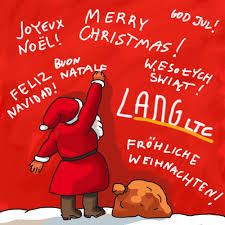 JOYEUX
NOËL!
MERRY
CHRISTMAS!
GOD JUL!
FELIZ
NAVIDAD!
BUON
NATALE
WESOŁYCH
ŚWIĄT!
LANG LTC
FRÖHLICHE
WEIHNACHTEN!